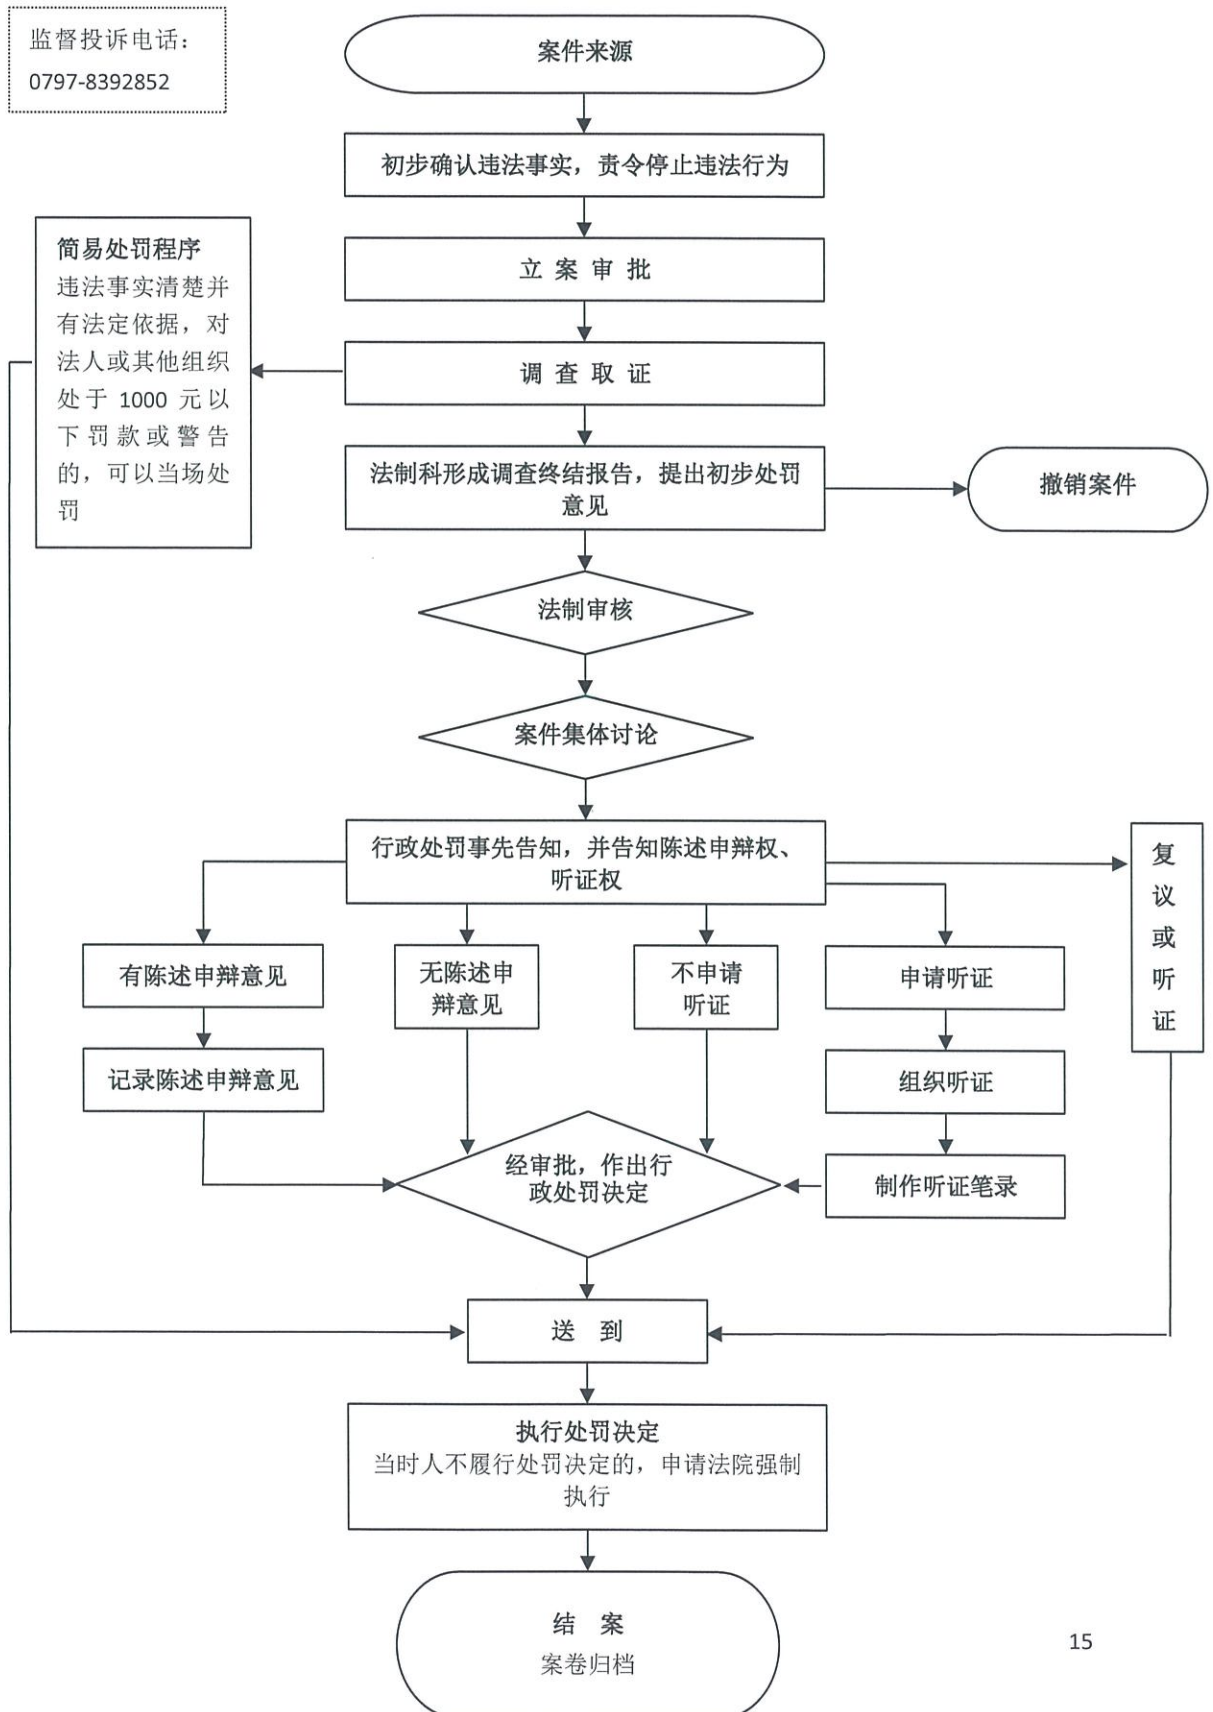 监督投诉电话：
0797-8392852
案件来源
初步确认违法事实，责令停止违法行为
立 案 审 批
调 查 取 证
简易处罚程序
违法事实清楚并
有法定依据，对
法人或其他组织
处于 1000 元以
下罚款或警告
的，可以当场处
罚
法制科形成调查终结报告，提出初步处罚
意见
撤销案件
法制审核
案件集体讨论
行政处罚事先告知，并告知陈述申辩权、
听证权
复
议
或
听
证
有陈述申辩意见
无陈述申
辩意见
不申请
听证
申请听证
记录陈述申辩意见
组织听证
经审批，作出行
政处罚决定
制作听证笔录
送 到
执行处罚决定
当时人不履行处罚决定的，申请法院强制
执行
结 案
案卷归档
15